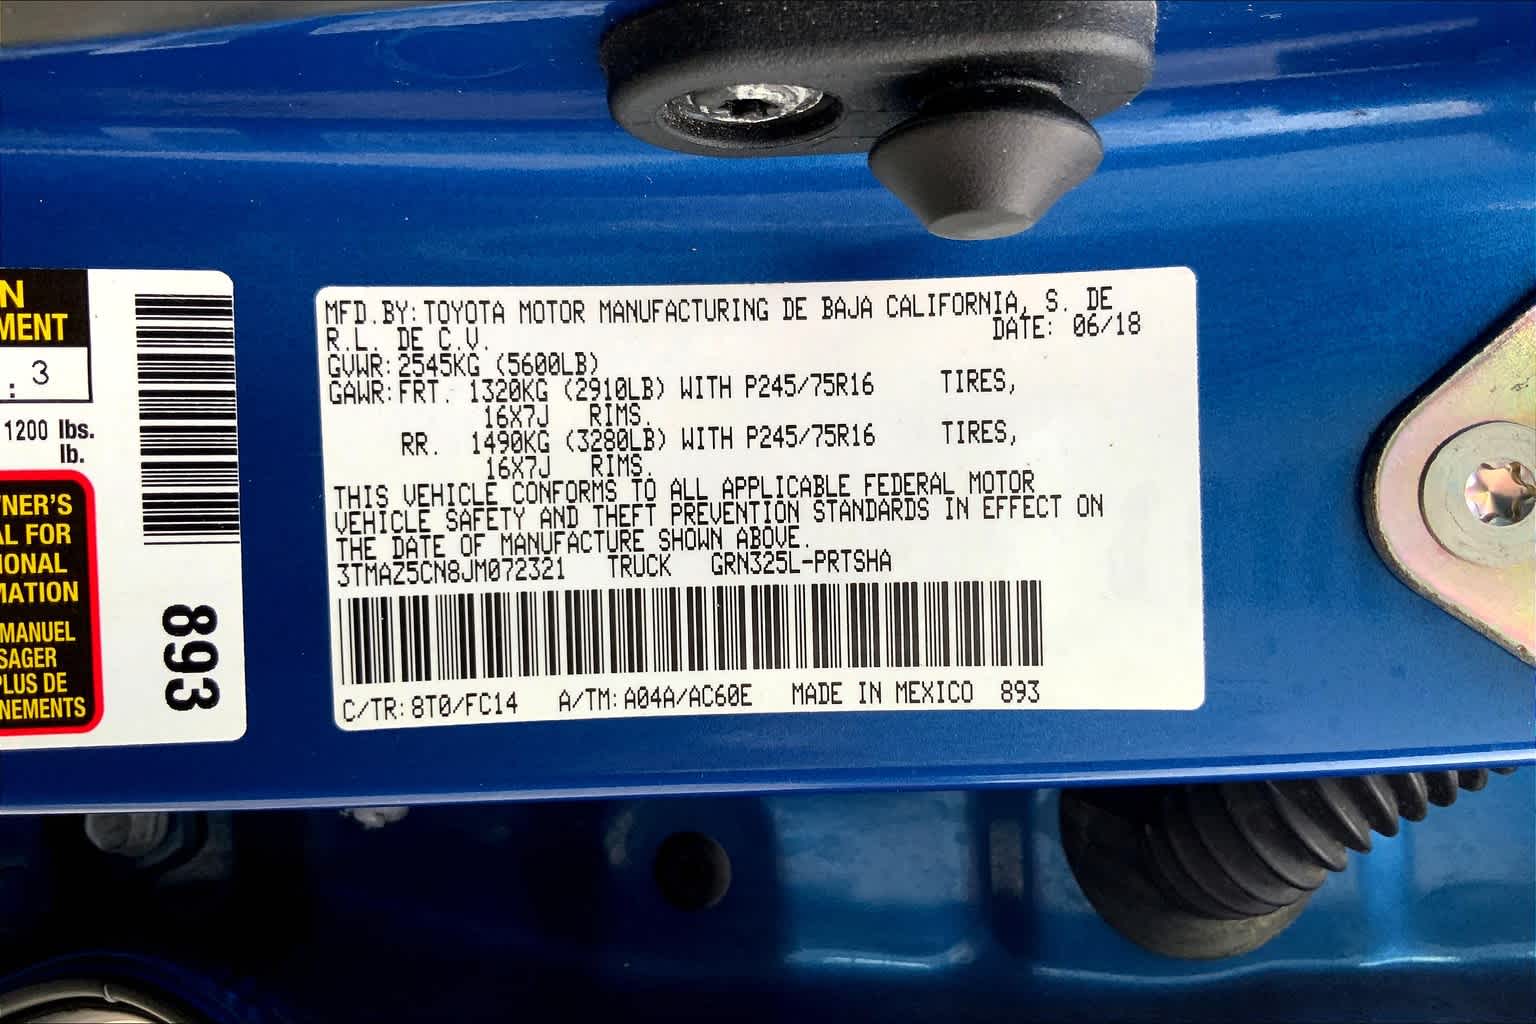 N
MENT
: 3
1200 lbs.
lb.
NER'S
AL FOR
IONAL
MATION
MANUEL
SAGER
PLUS DE
NEMENTS
893
MFD.BY: TOYOTA MOTOR MANUFACTURING DE BAJA CALIFORNIA, S. DE
R.L. DE C.V. DATE: 06/18
GVWR: 2545KG (5600LB)
GAWR: FRT. 1320KG (2910LB) WITH P245/75R16 TIRES,
16X7J RIMS.
RR. 1490KG (3280LB) WITH P245/75R16 TIRES,
16X7J RIMS.
THIS VEHICLE CONFORMS TO ALL APPLICABLE FEDERAL MOTOR
VEHICLE SAFETY AND THEFT PREVENTION STANDARDS IN EFFECT ON
THE DATE OF MANUFACTURE SHOWN ABOVE.
3TMAZ5CN8JM072321 TRUCK GRN325L-PRTSHA
C/TR: 8T0/FC14 A/TM: A04A/AC60E MADE IN MEXICO 893